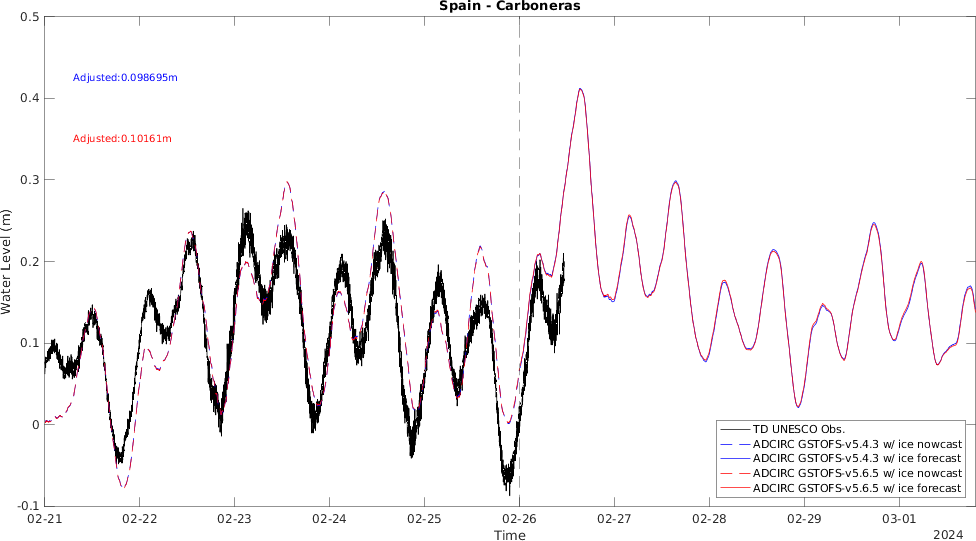 Spain - Carboneras
0.5
0.4
0.3
0.2
0.1
0
-0.1
Water Level (m)
Adjusted:0.098695m
Adjusted:0.10161m
TD UNESCO Obs.
ADCIRC GSTOFS-v5.4.3 w/ ice nowcast
ADCIRC GSTOFS-v5.4.3 w/ ice forecast
ADCIRC GSTOFS-v5.6.5 w/ ice nowcast
ADCIRC GSTOFS-v5.6.5 w/ ice forecast
02-21 02-22 02-23 02-24 02-25 02-26 02-27 02-28 02-29 03-01
Time
2024